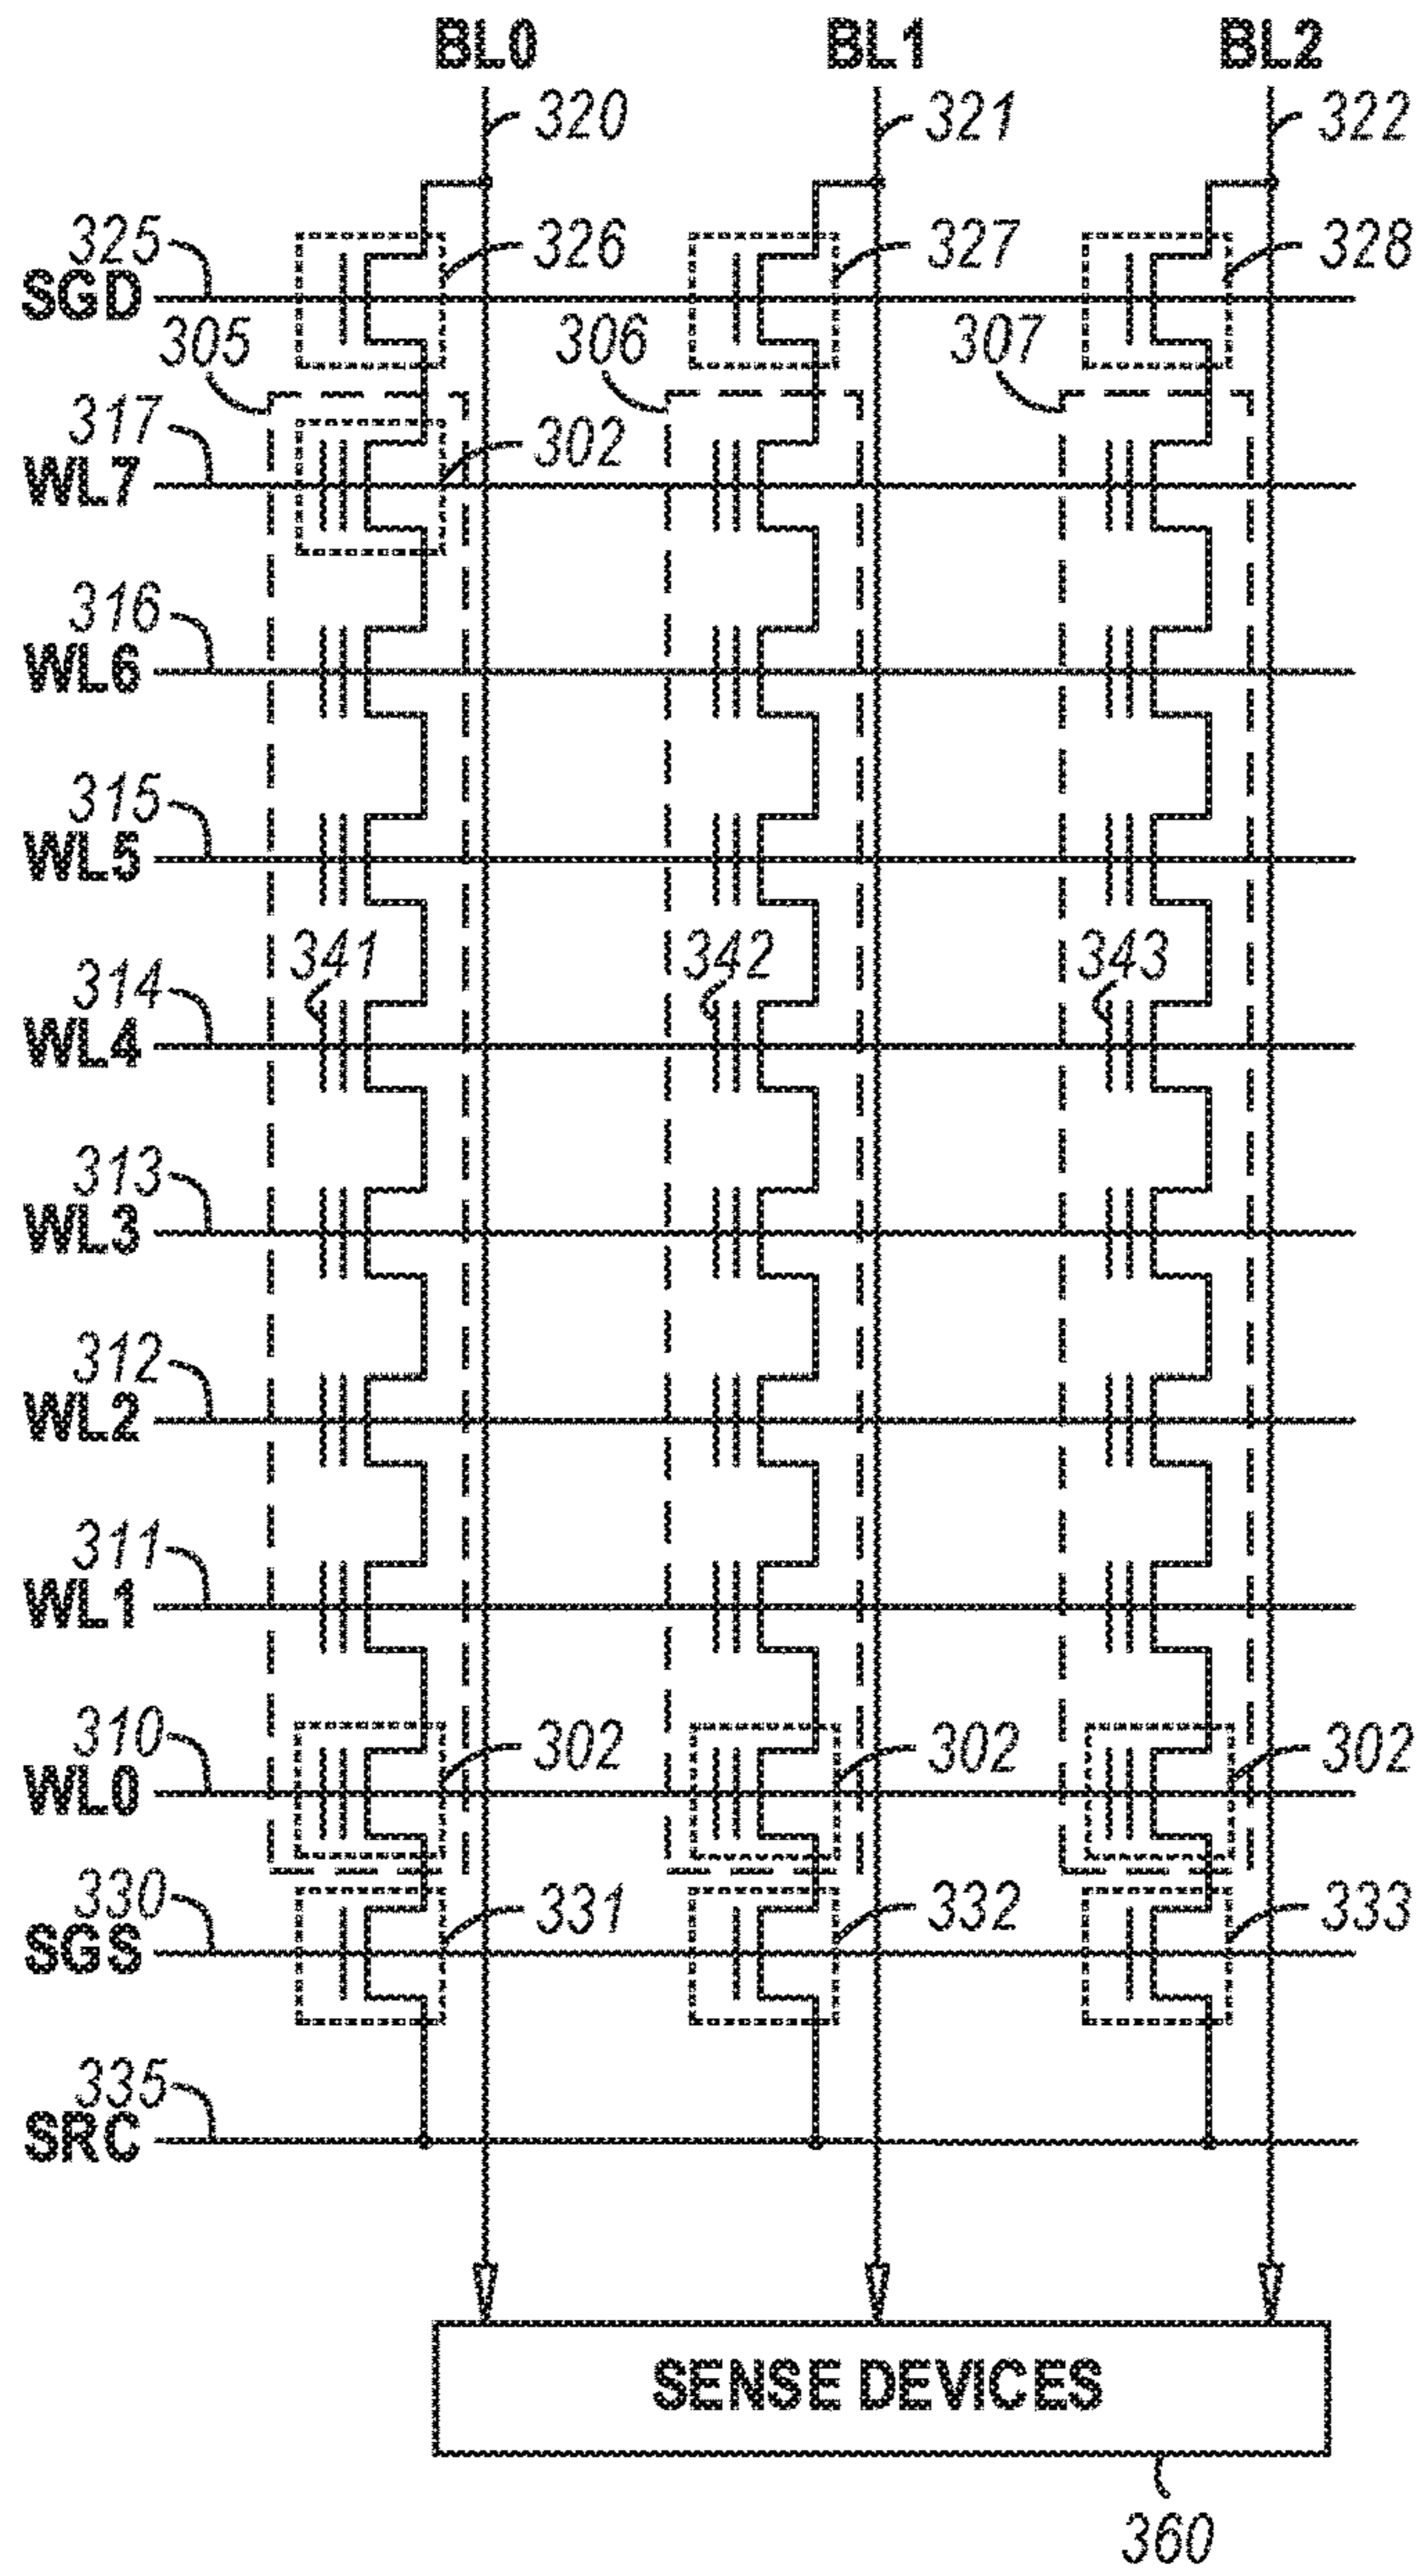 BL0 BL1 BL2
320 321 322
325 326 327 328
SGD
305 306 307
317 302
WL7
316
WL6
315
WL5
341 342 343
314
WL4
313
WL3
312
WL2
311
WL1
310 302 302 302
WL0
330 331 332 333
SGS
335
SRC
SENSE DEVICES
360